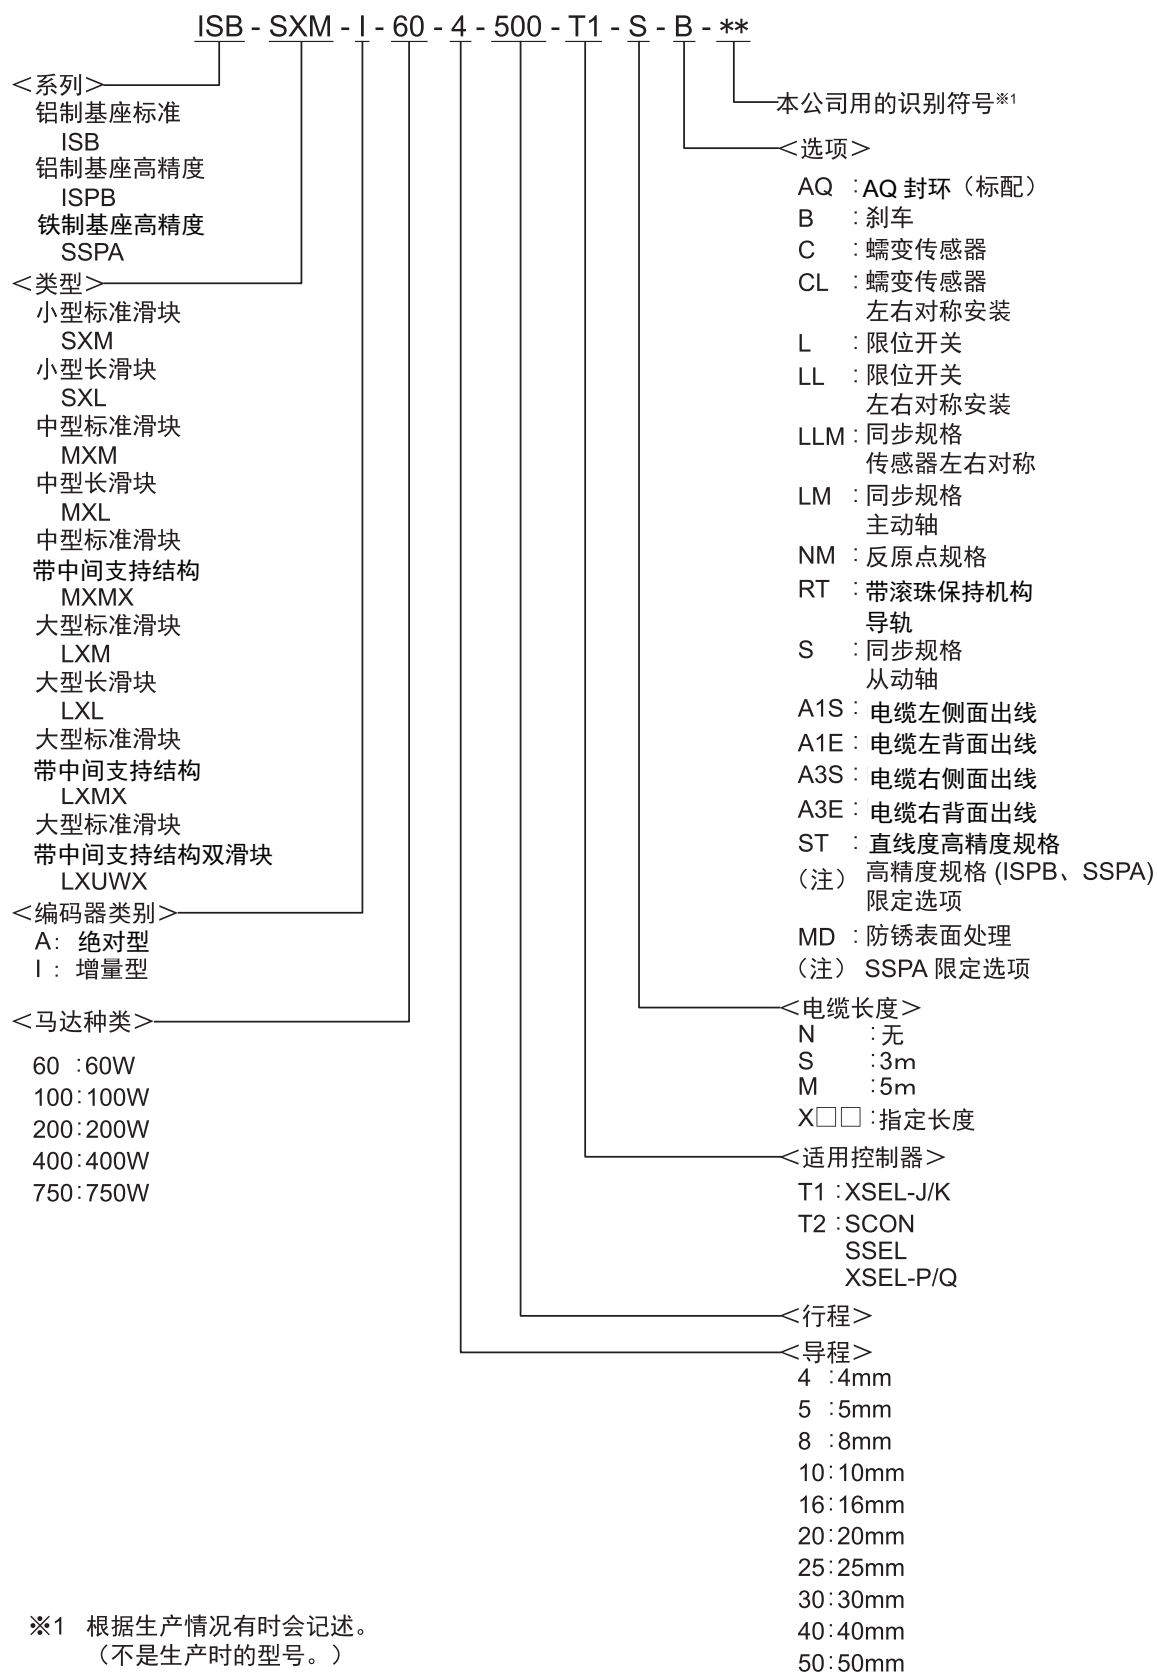 ISB - SXM - I - 60 - 4 - 500 - T1 - S - B - **
＜系列＞
铝制基座标准
ISB
铝制基座高精度
ISPB
铁制基座高精度
SSPA
＜类型＞
小型标准滑块
SXM
小型长滑块
SXL
中型标准滑块
MXM
中型长滑块
MXL
中型标准滑块
带中间支持结构
MXMX
大型标准滑块
LXM
大型长滑块
LXL
大型标准滑块
带中间支持结构
LXMX
大型标准滑块
带中间支持结构双滑块
LXUWX
＜编码器类别＞
A： 绝对型
I ： 增量型
＜马达种类＞
60 :60W
100:100W
200:200W
400:400W
750:750W
本公司用的识别符号※1
＜选项＞
AQ :AQ 封环（标配）
B :刹车
C :蠕变传感器
CL :蠕变传感器
左右对称安装
L :限位开关
LL :限位开关
左右对称安装
LLM:同步规格
传感器左右对称
LM :同步规格
主动轴
NM :反原点规格
RT :带滚珠保持机构
导轨
S :同步规格
从动轴
A1S:电缆左侧面出线
A1E:电缆左背面出线
A3S:电缆右侧面出线
A3E:电缆右背面出线
ST :直线度高精度规格
（注） 高精度规格 (ISPB、SSPA)
限定选项
MD :防锈表面处理
（注） SSPA 限定选项
＜电缆长度＞
N :无
S :3m
M :5m
X□□ :指定长度
＜适用控制器＞
T1 :XSEL-J/K
T2 :SCON
SSEL
XSEL-P/Q
＜行程＞
＜导程＞
4 :4mm
5 :5mm
8 :8mm
10:10mm
16:16mm
20:20mm
25:25mm
30:30mm
40:40mm
50:50mm
※1 根据生产情况有时会记述。
（不是生产时的型号。）